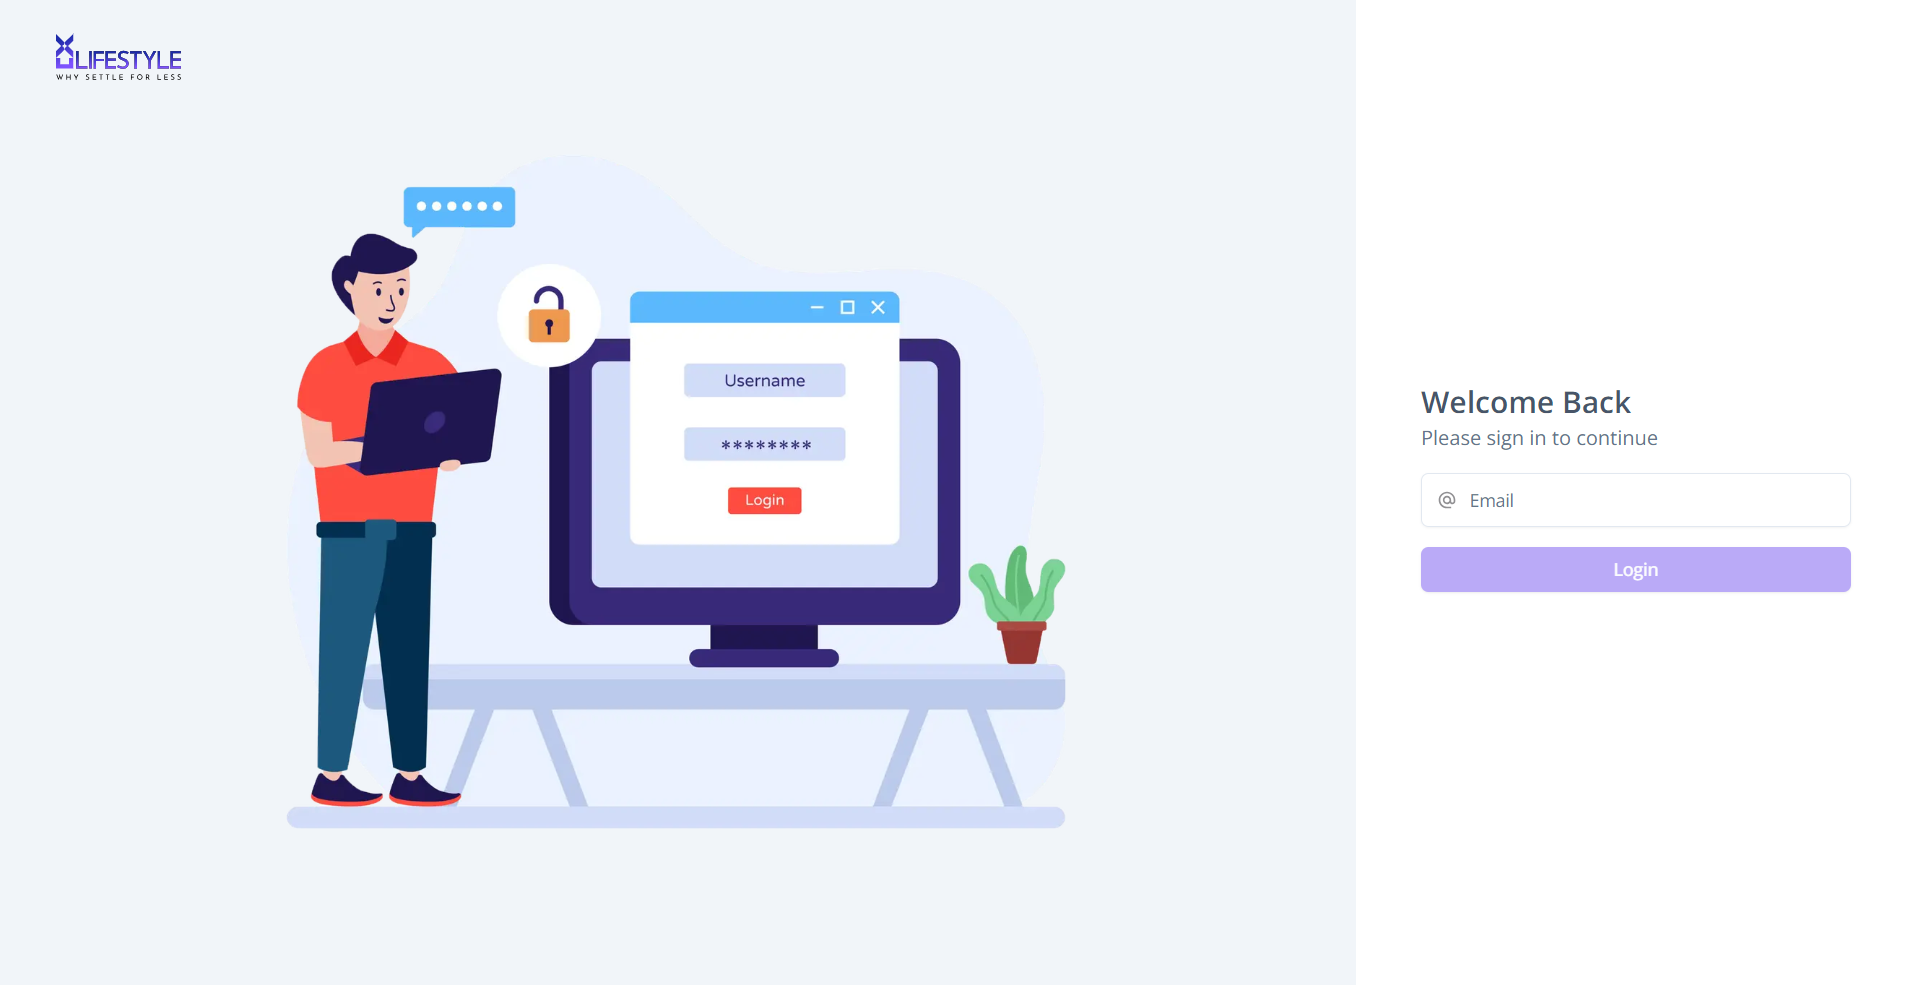 LIFESTYLE
WHY SETTLE FOR LESS
Username
********
Login
Welcome Back
Please sign in to continue
@ Email
Login